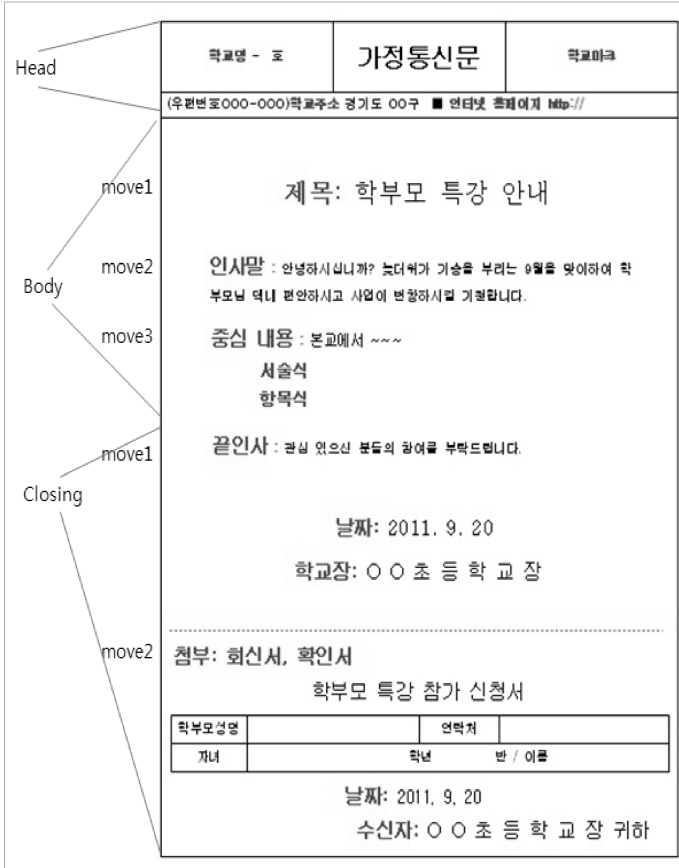 Head
학교명 - 호
가정통신문
학교마크
(우편번호000-000)학교주소 경기도 00구 ■ 인터넷 홈페이지 http://
Body
move1
제목: 학부모 특강 안내
move2
인사말 : 안녕하시십니까? 늦더위가 기승을 부리는 9월을 맞이하여 학
부모님 댁내 편안하시고 사업이 번창하시길 기원합니다.
move3
중심 내용 : 본교에서 ~~~
서술식
항목식
Closing
move1
끝인사 : 관심 있으신 분들의 참여를 부탁드립니다.
날짜: 2011. 9. 20
학교장: ○ ○ 초 등 학 교 장
move2
첨부: 회신서, 확인서
학부모 특강 참가 신청서
학부모성명 연락처
자녀 학년 반 / 이름
날짜: 2011. 9. 20
수신자: ○ ○ 초 등 학 교 장 귀하